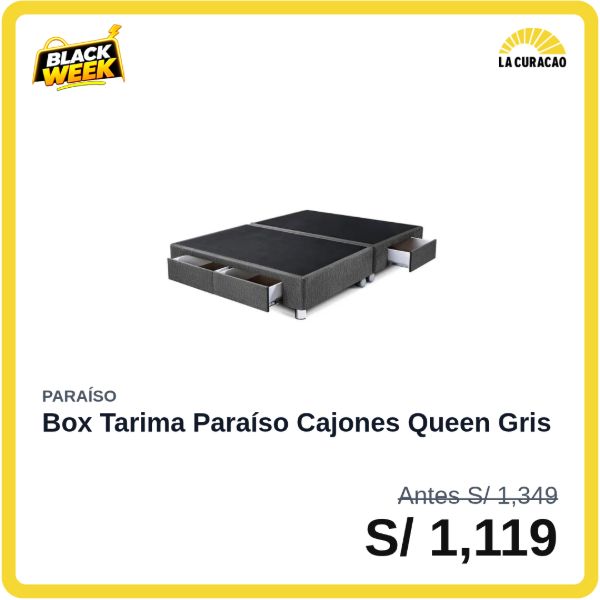 BLACK
WEEK
LA CURACAO
PARAÍSO
Box Tarima Paraíso Cajones Queen Gris
Antes S/ 1,349
S/ 1,119